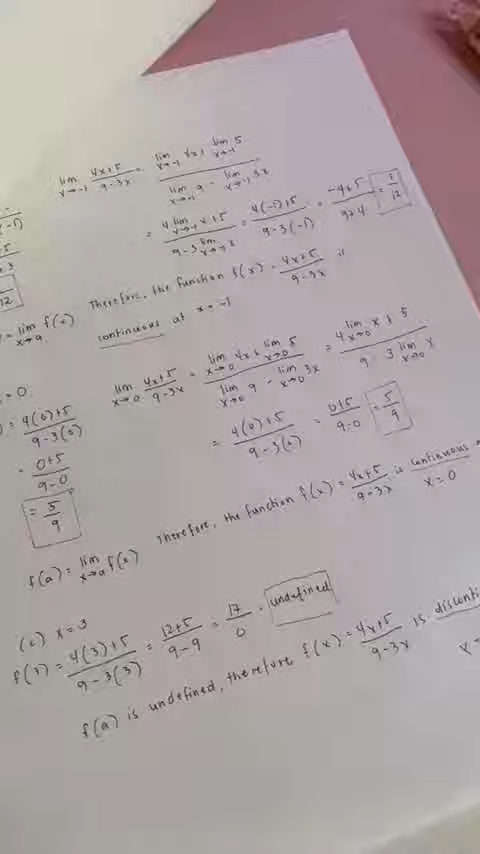 lim x→-1 (4x+5)/(9-3x) = (lim x→-1 4x + lim x→-1 5)/(lim x→-1 9 - lim x→-1 3x)
= (4 lim x→-1 x + 5)/(9-3 lim x→-1 x) = (4(-1)+5)/(9-3(-1)) = (-4+5)/ = 1/12
12
= lim x→a f(x) Therefore, the function f(x) = (4x+5)/(9-3x) is
continuous at x → -1
= 0
= (4(0)+5)/(9-3(0)) lim x→0 (4x+5)/(9-3x) = (lim x→0 4x + lim x→0 5)/(lim x→0 9 - lim x→0 3x) = (4 lim x→0 x + 5)/(9 - 3 lim x→0 x)
= (0+5)/(9-0) = (4(0)+5)/(9-3(0)) = (0+5)/(9-0) = 5/9
= 5/9
f(a) = lim x→a f(x) Therefore, the function f(x) = (4x+5)/(9-3x) is continuous
x=0
(c) x=3
f(3) = (4(3)+5)/(9-3(3)) = (12+5)/(9-9) = 17/0 = undefined
f(a) is undefined, therefore f(x) = (4x+5)/(9-3x) is disconti
x=